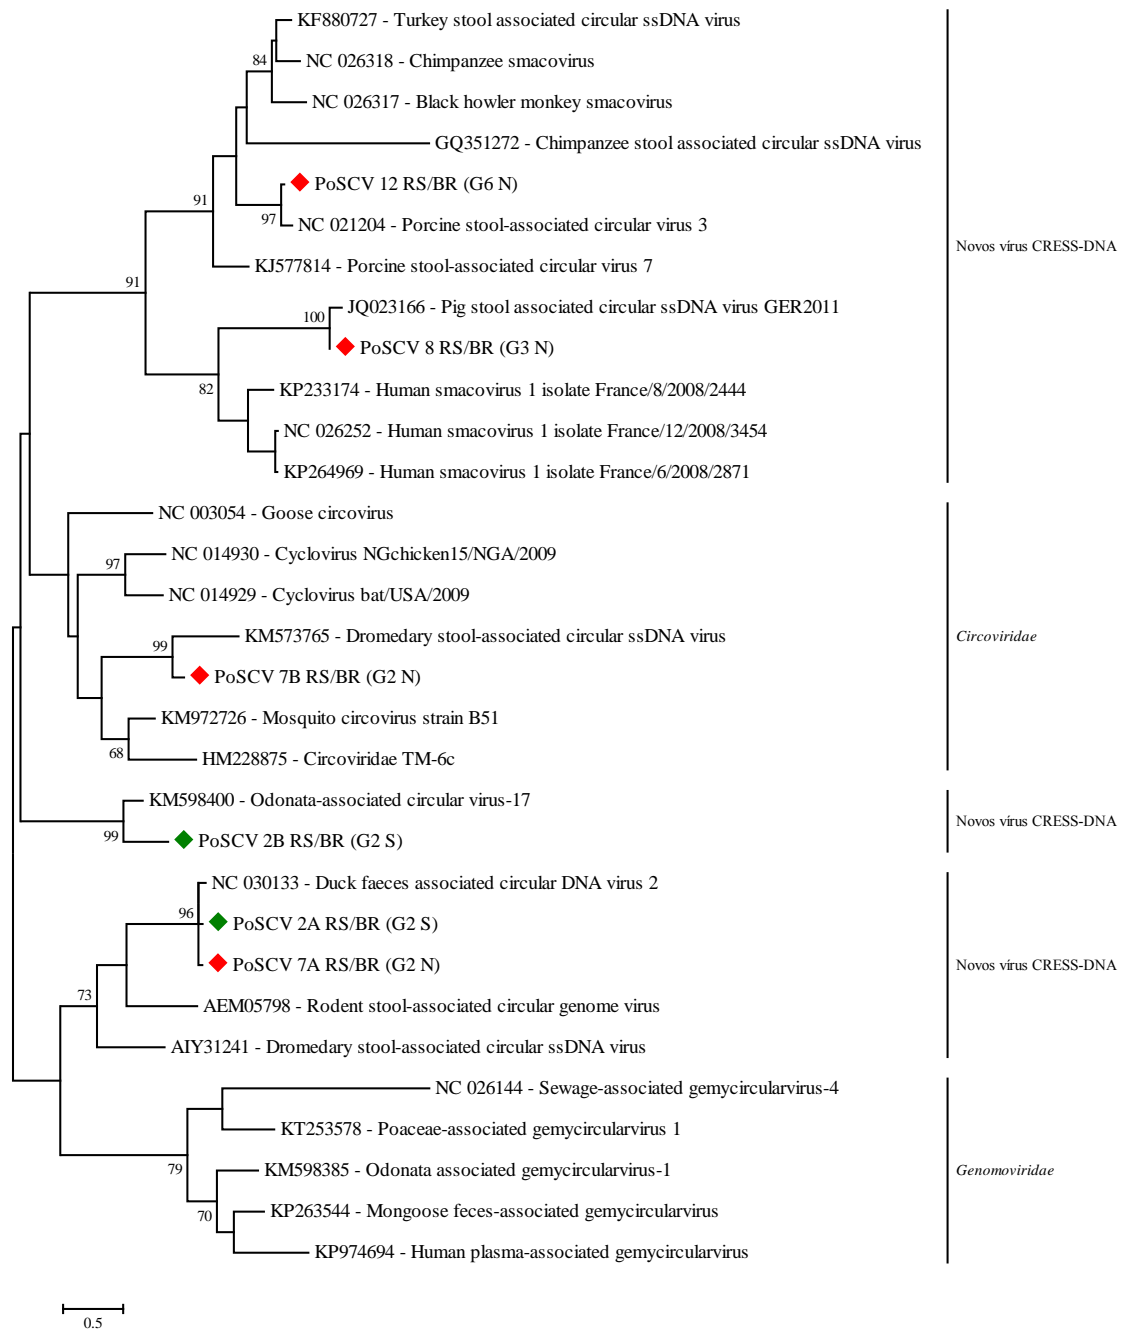 KF880727 - Turkey stool associated circular ssDNA virus
84
NC 026318 - Chimpanzee smacovirus
NC 026317 - Black howler monkey smacovirus
GQ351272 - Chimpanzee stool associated circular ssDNA virus
PoSCV 12 RS/BR (G6 N)
91
97
NC 021204 - Porcine stool-associated circular virus 3
Novos vírus CRESS-DNA
KJ577814 - Porcine stool-associated circular virus 7
91
JQ023166 - Pig stool associated circular ssDNA virus GER2011
100
PoSCV 8 RS/BR (G3 N)
82
KP233174 - Human smacovirus 1 isolate France/8/2008/2444
NC 026252 - Human smacovirus 1 isolate France/12/2008/3454
KP264969 - Human smacovirus 1 isolate France/6/2008/2871
NC 003054 - Goose circovirus
NC 014930 - Cyclovirus NGchicken15/NGA/2009
97
NC 014929 - Cyclovirus bat/USA/2009
KM573765 - Dromedary stool-associated circular ssDNA virus
Circoviridae
99
PoSCV 7B RS/BR (G2 N)
KM972726 - Mosquito circovirus strain B51
68
HM228875 - Circoviridae TM-6c
KM598400 - Odonata-associated circular virus-17
Novos vírus CRESS-DNA
99
PoSCV 2B RS/BR (G2 S)
NC 030133 - Duck faeces associated circular DNA virus 2
96
PoSCV 2A RS/BR (G2 S)
PoSCV 7A RS/BR (G2 N)
Novos vírus CRESS-DNA
73
AEM05798 - Rodent stool-associated circular genome virus
AIY31241 - Dromedary stool-associated circular ssDNA virus
NC 026144 - Sewage-associated gemycircularvirus-4
KT253578 - Poaceae-associated gemycircularvirus 1
79
KM598385 - Odonata associated gemycircularvirus-1
Genomoviridae
70
KP263544 - Mongoose feces-associated gemycircularvirus
KP974694 - Human plasma-associated gemycircularvirus
0.5